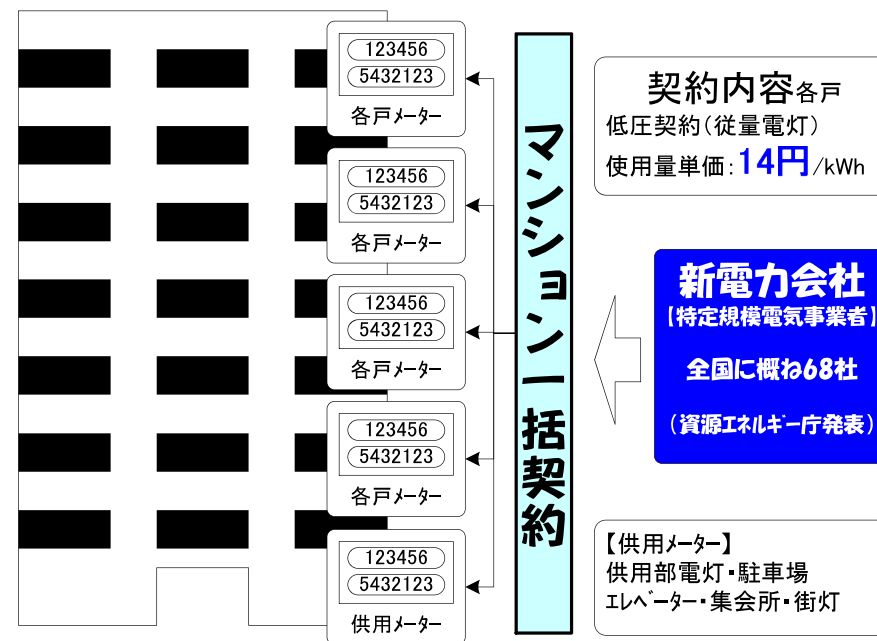 123456
5432123
各戸メーター
123456
5432123
各戸メーター
123456
5432123
各戸メーター
123456
5432123
各戸メーター
123456
5432123
供用メーター
マンション一括契約
契約内容各戸
低圧契約(従量電灯)
使用量単価:14円/kWh
新電力会社
【特定規模電気事業者】
全国に概ね68社
(資源エネルギー庁発表)
【供用メーター】
供用部電灯・駐車場
エレベーター・集会所・街灯